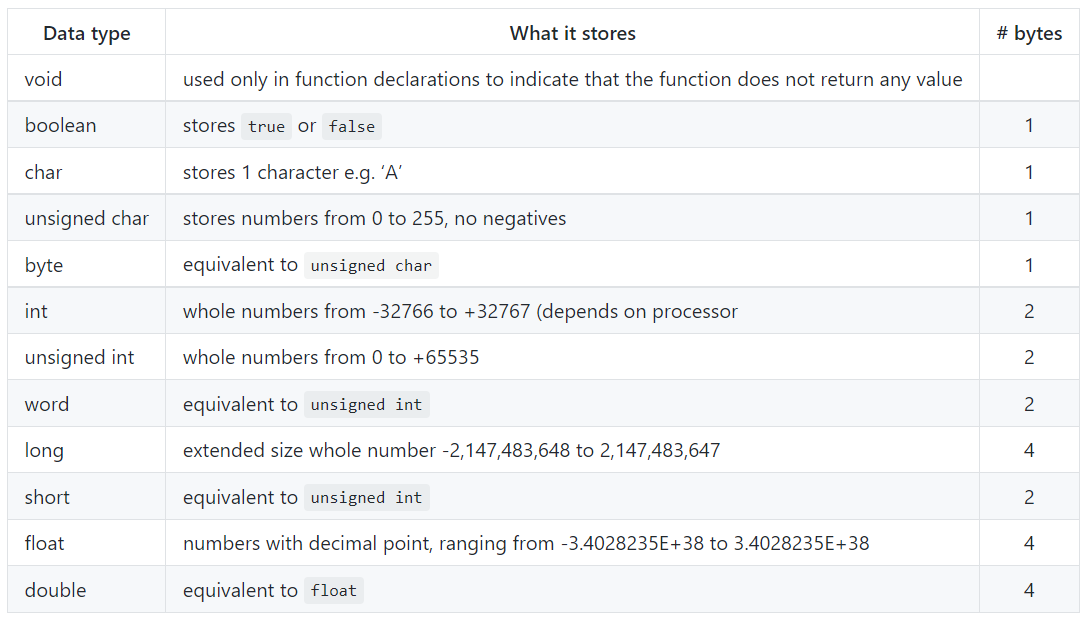 Data type What it stores # bytes
void used only in function declarations to indicate that the function does not return any value
boolean stores true or false 1
char stores 1 character e.g. ‘A’ 1
unsigned char stores numbers from 0 to 255, no negatives 1
byte equivalent to unsigned char 1
int whole numbers from -32766 to +32767 (depends on processor 2
unsigned int whole numbers from 0 to +65535 2
word equivalent to unsigned int 2
long extended size whole number -2,147,483,648 to 2,147,483,647 4
short equivalent to unsigned int 2
float numbers with decimal point, ranging from -3.4028235E+38 to 3.4028235E+38 4
double equivalent to float 4